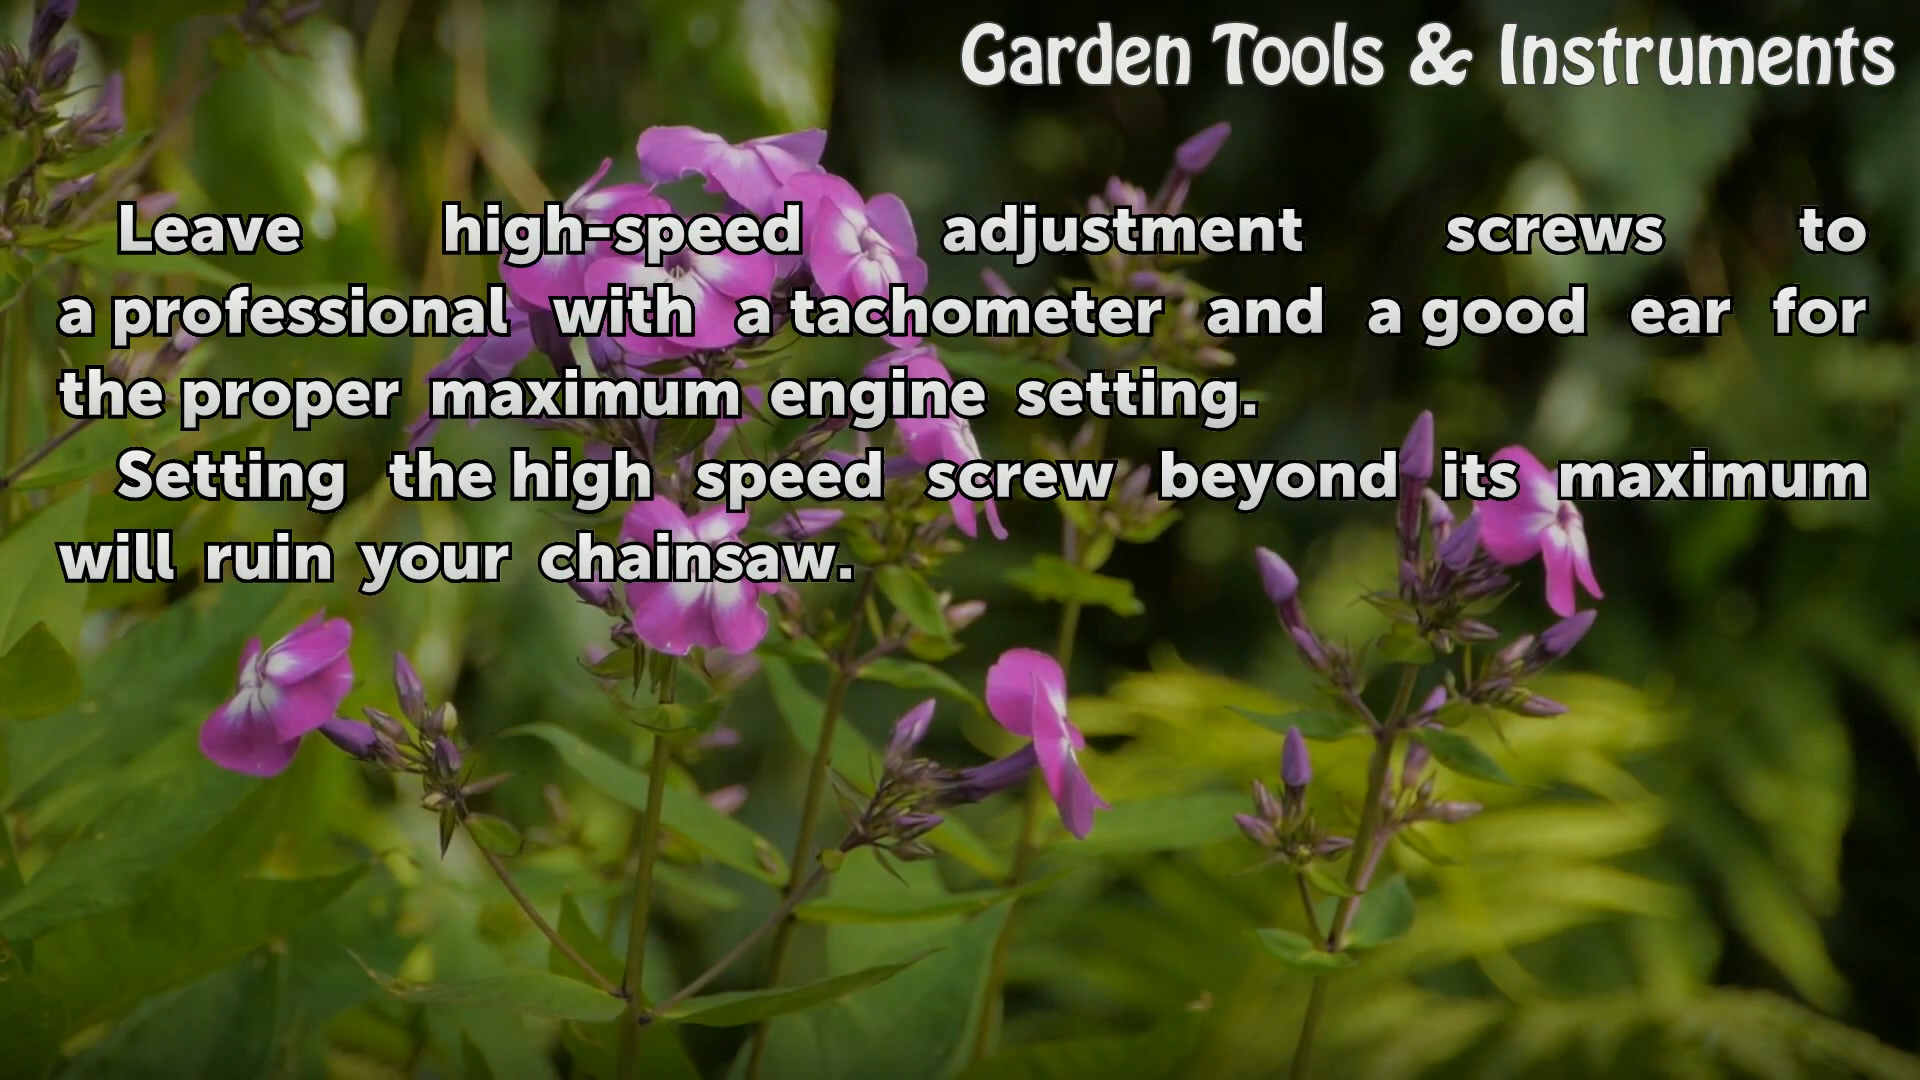 Garden Tools & Instruments
Leave high-speed adjustment screws to
a professional with a tachometer and a good ear for
the proper maximum engine setting.
Setting the high speed screw beyond its maximum
will ruin your chainsaw.